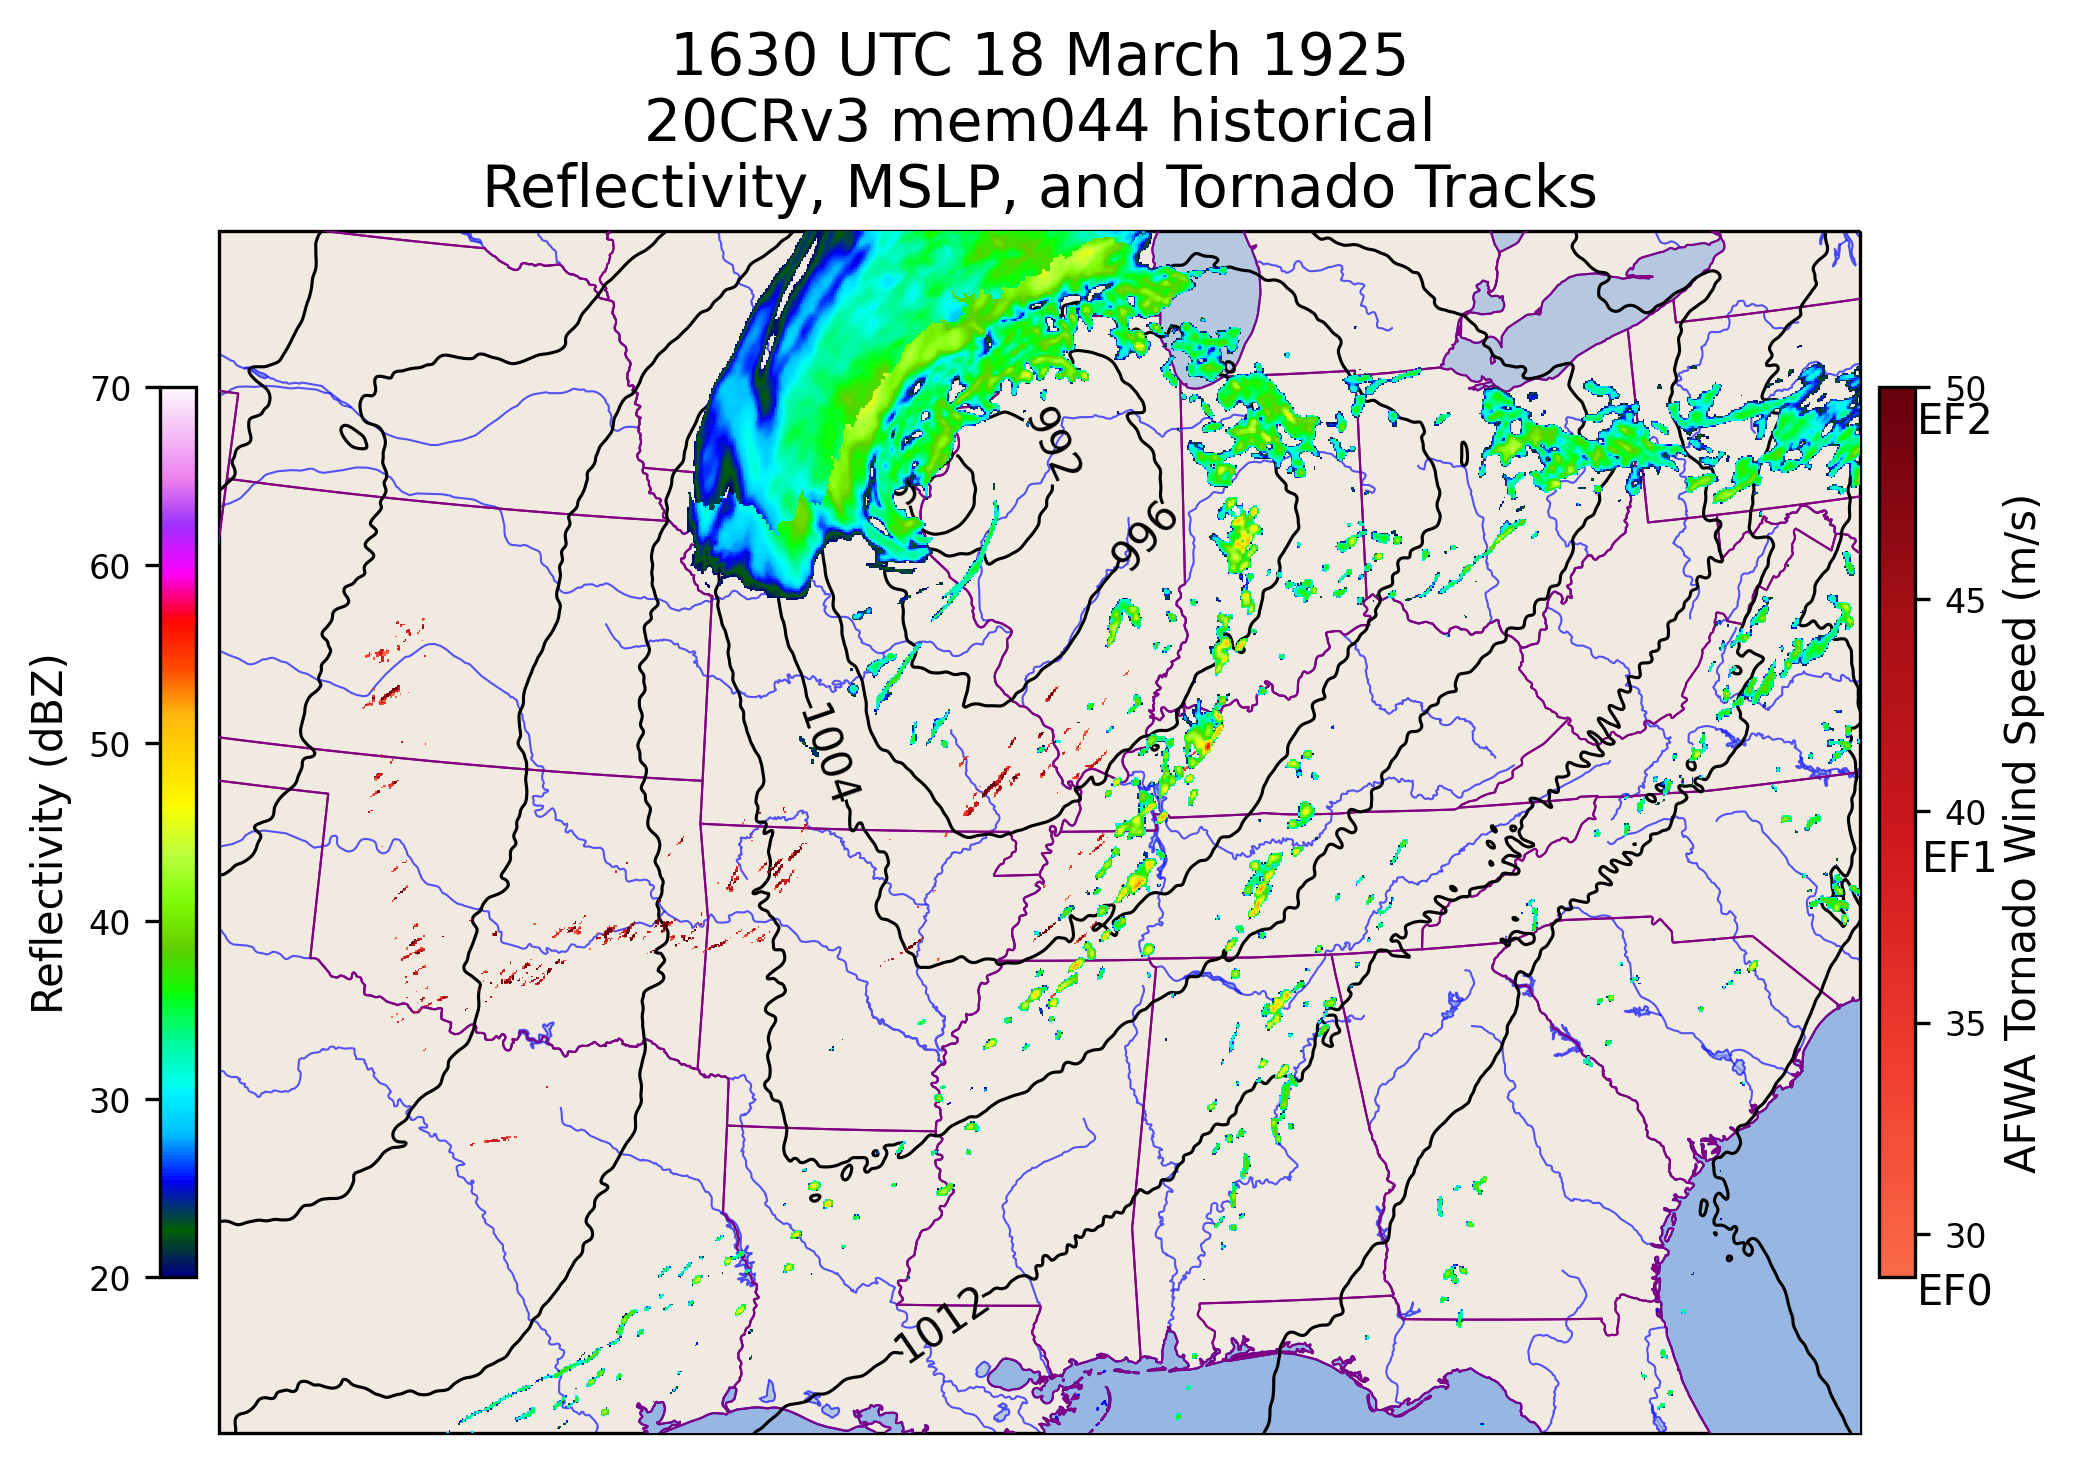 1630 UTC 18 March 1925
20CRv3 mem044 historical
Reflectivity, MSLP, and Tornado Tracks
Reflectivity (dBZ)
70
60
50
40
30
20
992
996
1004
1012
50
EF2
45
40
EF1
35
30
EF0
AFWA Tornado Wind Speed (m/s)